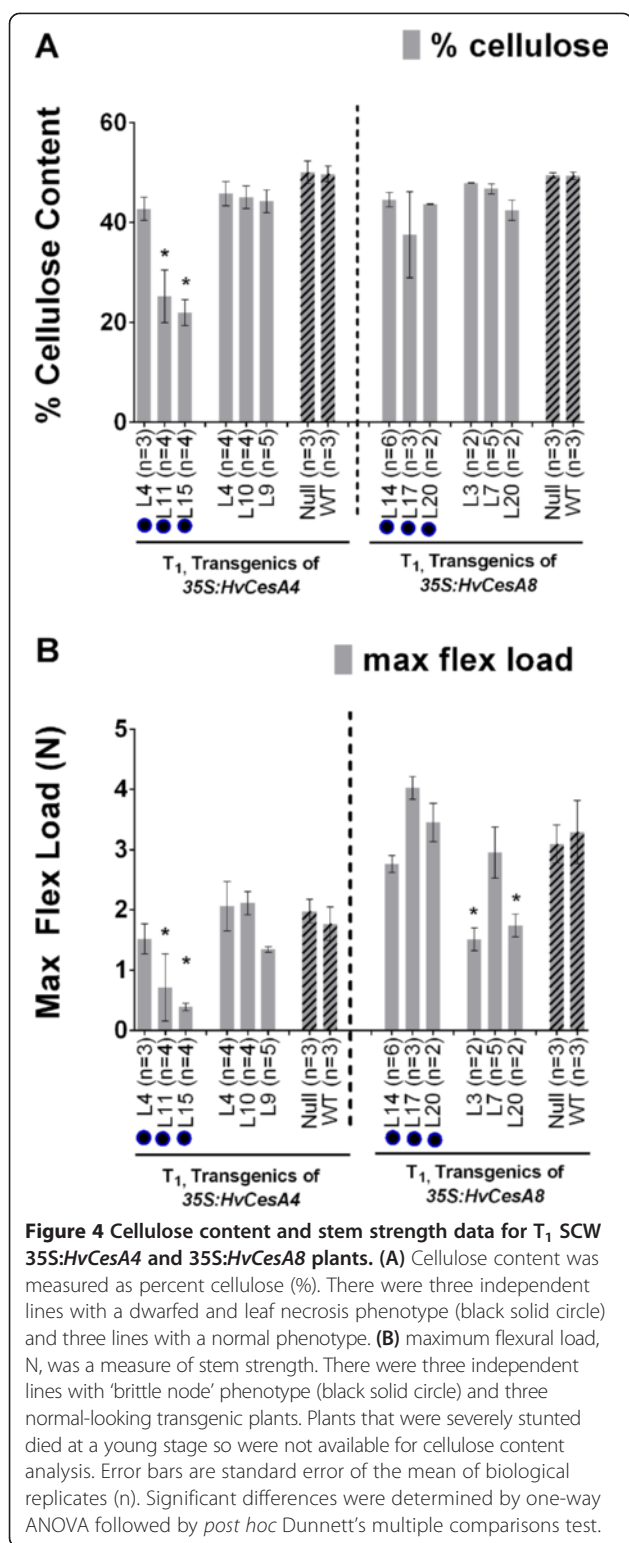 A
% cellulose
% Cellulose Content
60
40
20
0
*
*
L4 (n=3)
L11 (n=4)
L15 (n=4)
L4 (n=4)
L10 (n=4)
L9 (n=5)
Null (n=3)
WT (n=3)
L14 (n=6)
L17 (n=3)
L20 (n=2)
L3 (n=2)
L7 (n=5)
L20 (n=2)
Null (n=3)
WT (n=3)
T1, Transgenics of
35S:HvCesA4
T1, Transgenics of
35S:HvCesA8
B
max flex load
Max Flex Load (N)
5
4
3
2
1
0
*
*
*
*
L4 (n=3)
L11 (n=4)
L15 (n=4)
L4 (n=4)
L10 (n=4)
L9 (n=5)
Null (n=3)
WT (n=3)
L14 (n=6)
L17 (n=3)
L20 (n=2)
L3 (n=2)
L7 (n=5)
L20 (n=2)
Null (n=3)
WT (n=3)
T1, Transgenics of
35S:HvCesA4
T1, Transgenics of
35S:HvCesA8
Figure 4 Cellulose content and stem strength data for T1 SCW
35S:HvCesA4 and 35S:HvCesA8 plants. (A) Cellulose content was
measured as percent cellulose (%). There were three independent
lines with a dwarfed and leaf necrosis phenotype (black solid circle)
and three lines with a normal phenotype. (B) maximum flexural load,
N, was a measure of stem strength. There were three independent
lines with ‘brittle node’ phenotype (black solid circle) and three
normal-looking transgenic plants. Plants that were severely stunted
died at a young stage so were not available for cellulose content
analysis. Error bars are standard error of the mean of biological
replicates (n). Significant differences were determined by one-way
ANOVA followed by post hoc Dunnett’s multiple comparisons test.